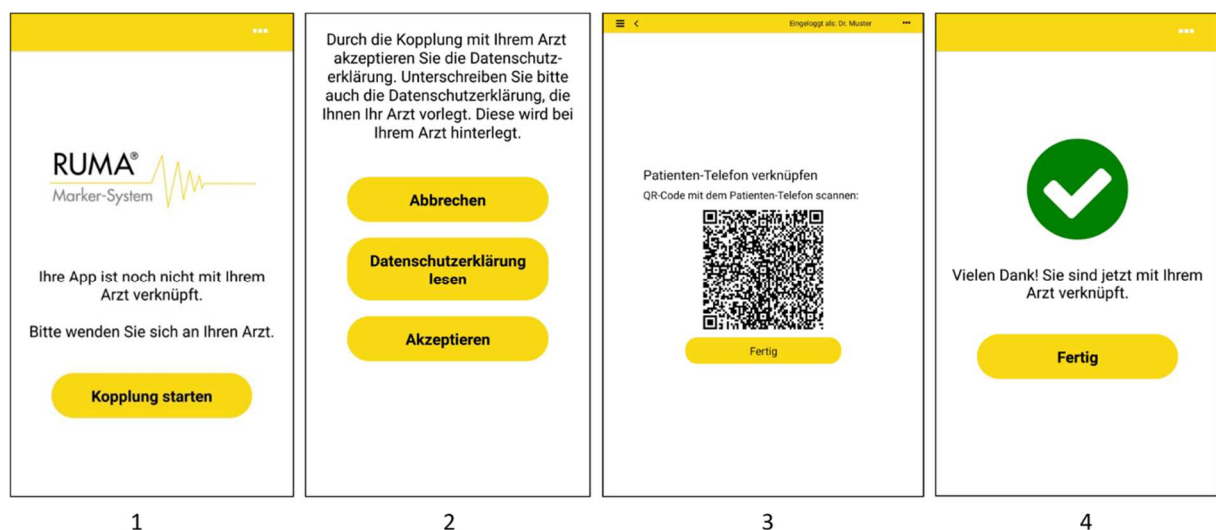 RUMA®
Marker-System
Ihre App ist noch nicht mit Ihrem
Arzt verknüpft.
Bitte wenden Sie sich an Ihren Arzt.
Kopplung starten
1
Durch die Kopplung mit Ihrem Arzt
akzeptieren Sie die Datenschutz-
erklärung. Unterschreiben Sie bitte
auch die Datenschutzerklärung, die
Ihnen Ihr Arzt vorlegt. Diese wird bei
Ihrem Arzt hinterlegt.
Abbrechen
Datenschutzerklärung
lesen
Akzeptieren
2
Eingeloggt als: Dr. Muster
Patienten-Telefon verknüpfen
QR-Code mit dem Patienten-Telefon scannen:
Fertig
3
Vielen Dank! Sie sind jetzt mit Ihrem
Arzt verknüpft.
Fertig
4